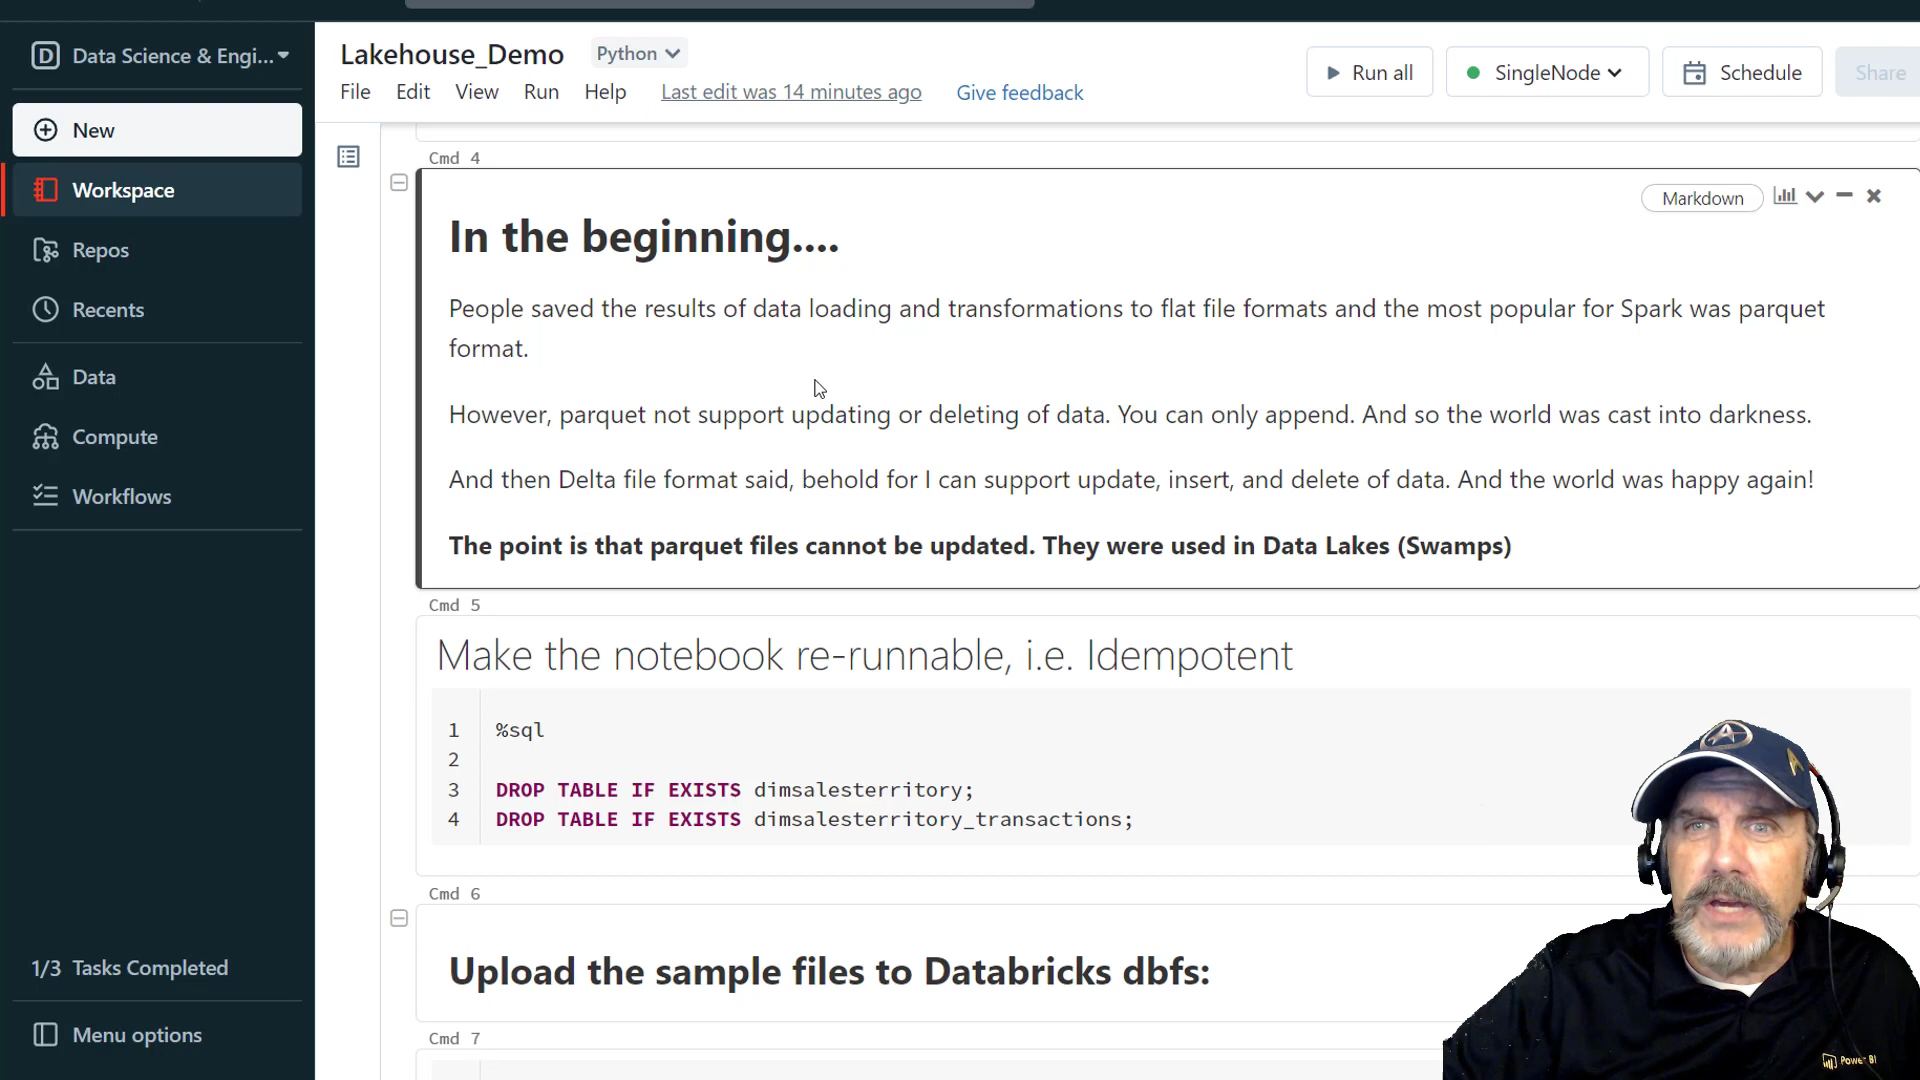 Data Science & Engi...
New
Workspace
Repos
Recents
Data
Compute
Workflows
1/3 Tasks Completed
Menu options
Lakehouse_Demo Python
File Edit View Run Help Last edit was 14 minutes ago Give feedback
Run all SingleNode Schedule Share
Cmd 4
Markdown
In the beginning....
People saved the results of data loading and transformations to flat file formats and the most popular for Spark was parquet
format.
However, parquet not support updating or deleting of data. You can only append. And so the world was cast into darkness.
And then Delta file format said, behold for I can support update, insert, and delete of data. And the world was happy again!
The point is that parquet files cannot be updated. They were used in Data Lakes (Swamps)
Cmd 5
Make the notebook re-runnable, i.e. Idempotent
1 %sql
2
3 DROP TABLE IF EXISTS dimsalesterritory;
4 DROP TABLE IF EXISTS dimsalesterritory_transactions;
Cmd 6
Upload the sample files to Databricks dbfs:
Cmd 7
Power BI